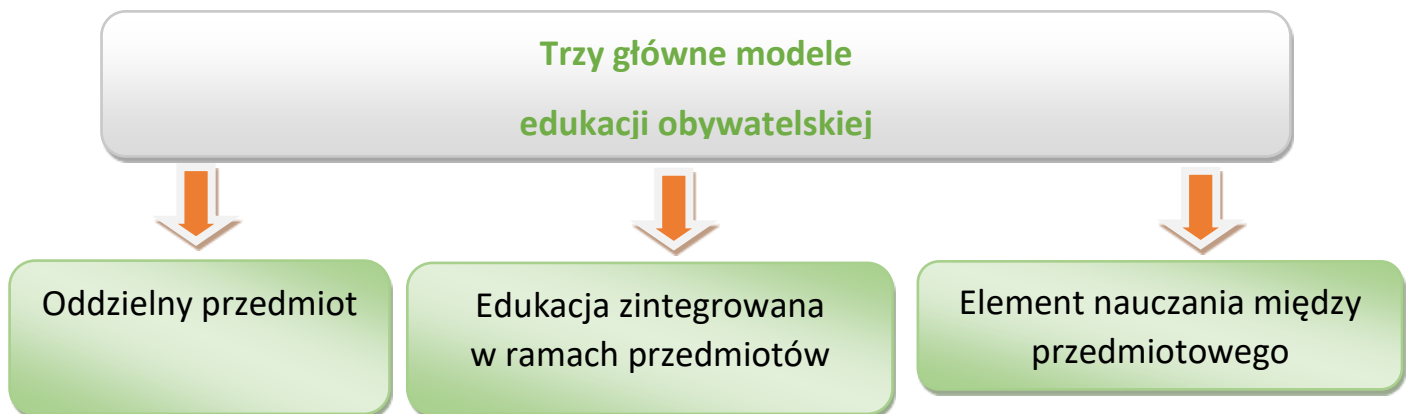 Trzy główne modele
edukacji obywatelskiej
Oddzielny przedmiot
Edukacja zintegrowana
w ramach przedmiotów
Element nauczania między
przedmiotowego